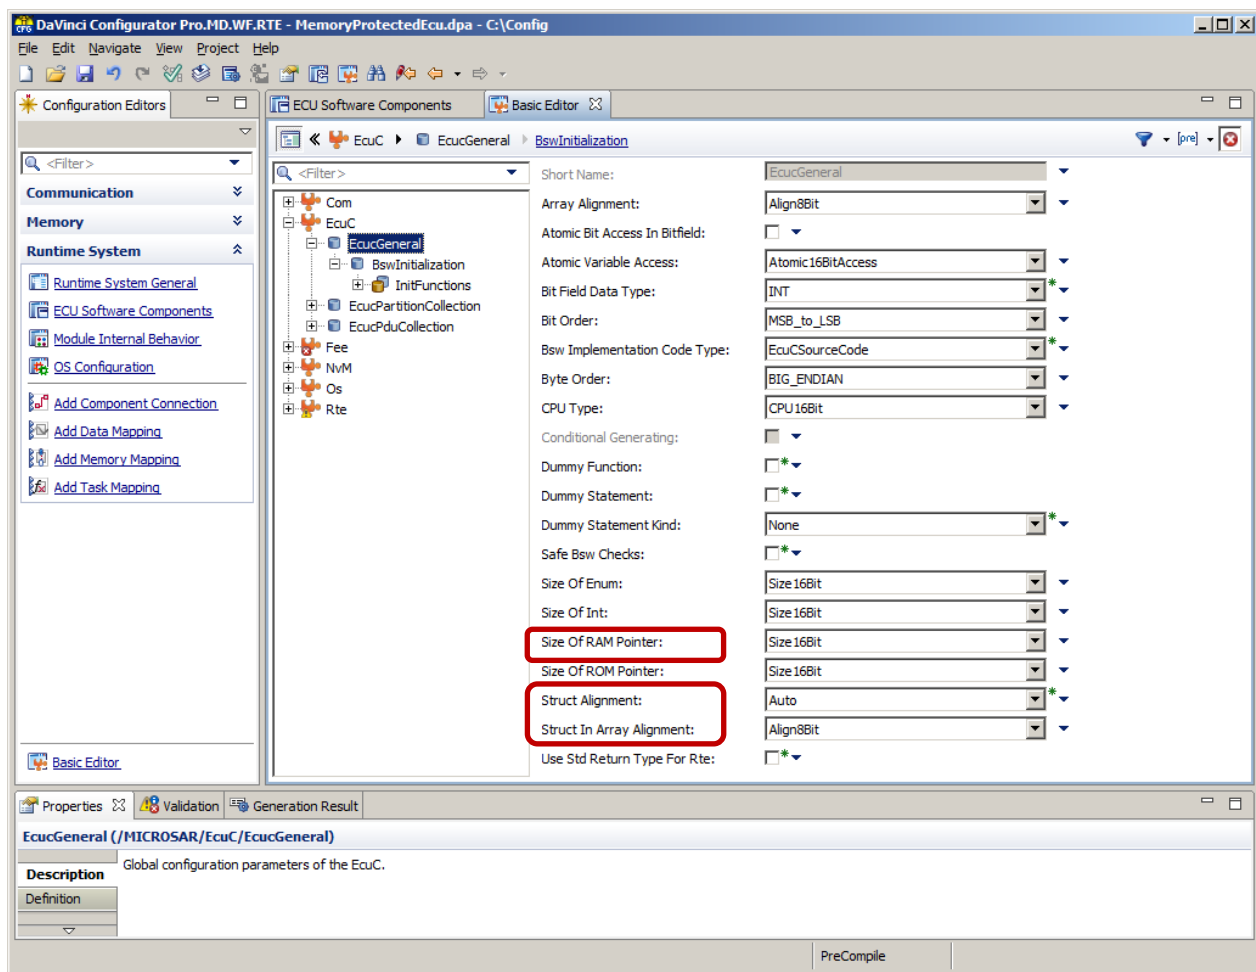 DaVinci Configurator Pro.MD.WF.RTE - MemoryProtectedEcu.dpa - C:\Config
File Edit Navigate View Project Help
Configuration Editors
<Filter>
Communication
Memory
Runtime System
Runtime System General
ECU Software Components
Module Internal Behavior
OS Configuration
Add Component Connection
Add Data Mapping
Add Memory Mapping
Add Task Mapping
Basic Editor
ECU Software Components
Basic Editor
EcuC
EcucGeneral
BswInitialization
[pre]
<Filter>
Com
EcuC
EcucGeneral
BswInitialization
InitFunctions
EcucPartitionCollection
EcucPduCollection
Fee
NvM
Os
Rte
Short Name: EcucGeneral
Array Alignment: Align8Bit
Atomic Bit Access In Bitfield:
Atomic Variable Access: Atomic16BitAccess
Bit Field Data Type: INT
Bit Order: MSB_to_LSB
Bsw Implementation Code Type: EcuCSourceCode
Byte Order: BIG_ENDIAN
CPU Type: CPU16Bit
Conditional Generating:
Dummy Function:
Dummy Statement:
Dummy Statement Kind: None
Safe Bsw Checks:
Size Of Enum: Size16Bit
Size Of Int: Size16Bit
Size Of RAM Pointer: Size16Bit
Size Of ROM Pointer: Size16Bit
Struct Alignment: Auto
Struct In Array Alignment: Align8Bit
Use Std Return Type For Rte:
Properties
Validation
Generation Result
EcucGeneral (/MICROSAR/EcuC/EcucGeneral)
Description
Definition
Global configuration parameters of the EcuC.
PreCompile